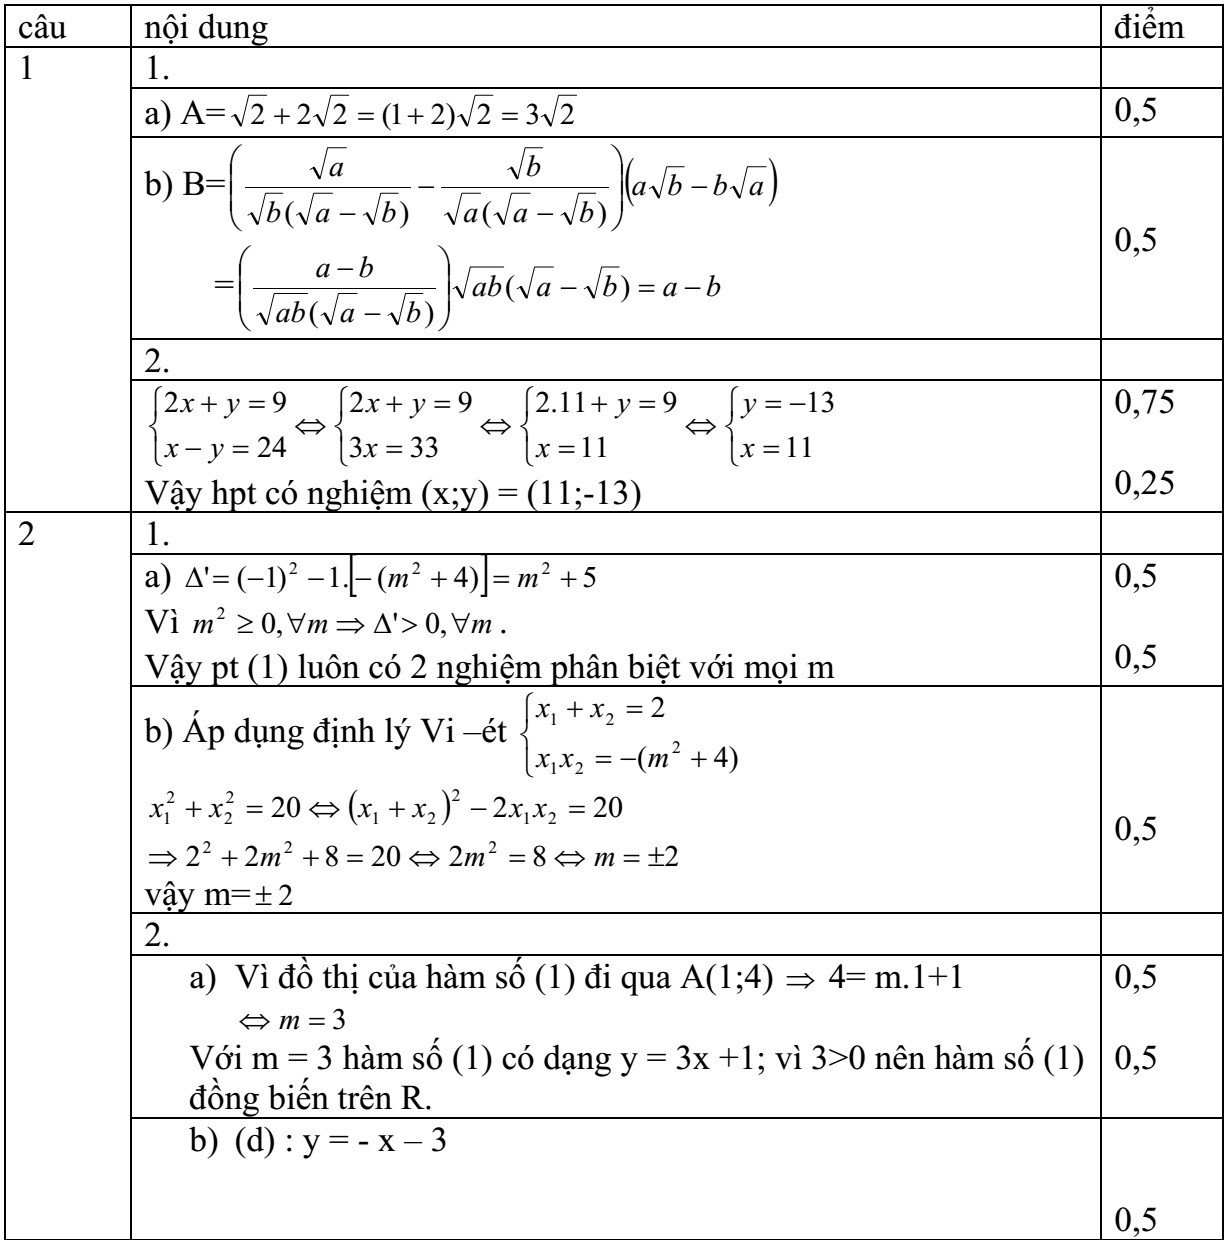 câu nội dung điểm
1 1.
a) A= √2 + 2√2 = (1+2)√2 = 3√2 0,5
b) B= (√a / (√b(√a − √b)) − √b / (√a(√a − √b))) (a√b − b√a)
0,5
= ((a − b) / (√ab(√a − √b))) √ab(√a − √b) = a − b
2.
{2x + y = 9; x − y = 24 ⇔ {2x + y = 9; 3x = 33 ⇔ {2.11 + y = 9; x = 11 ⇔ {y = −13; x = 11 0,75
Vậy hpt có nghiệm (x;y) = (11;-13) 0,25
2 1.
a) Δ'= (−1)² − 1.[− (m² + 4)] = m² + 5 0,5
Vì m² ≥ 0, ∀m ⇒ Δ'> 0, ∀m .
Vậy pt (1) luôn có 2 nghiệm phân biệt với mọi m 0,5
b) Áp dụng định lý Vi –ét {x₁ + x₂ = 2; x₁x₂ = −(m² + 4)
x₁² + x₂² = 20 ⇔ (x₁ + x₂)² − 2x₁x₂ = 20
0,5
⇒ 2² + 2m² + 8 = 20 ⇔ 2m² = 8 ⇔ m = ±2
vậy m= ± 2
2.
a) Vì đồ thị của hàm số (1) đi qua A(1;4) ⇒ 4= m.1+1 0,5
⇔ m = 3
Với m = 3 hàm số (1) có dạng y = 3x +1; vì 3>0 nên hàm số (1) 0,5
đồng biến trên R.
b) (d) : y = - x – 3
0,5